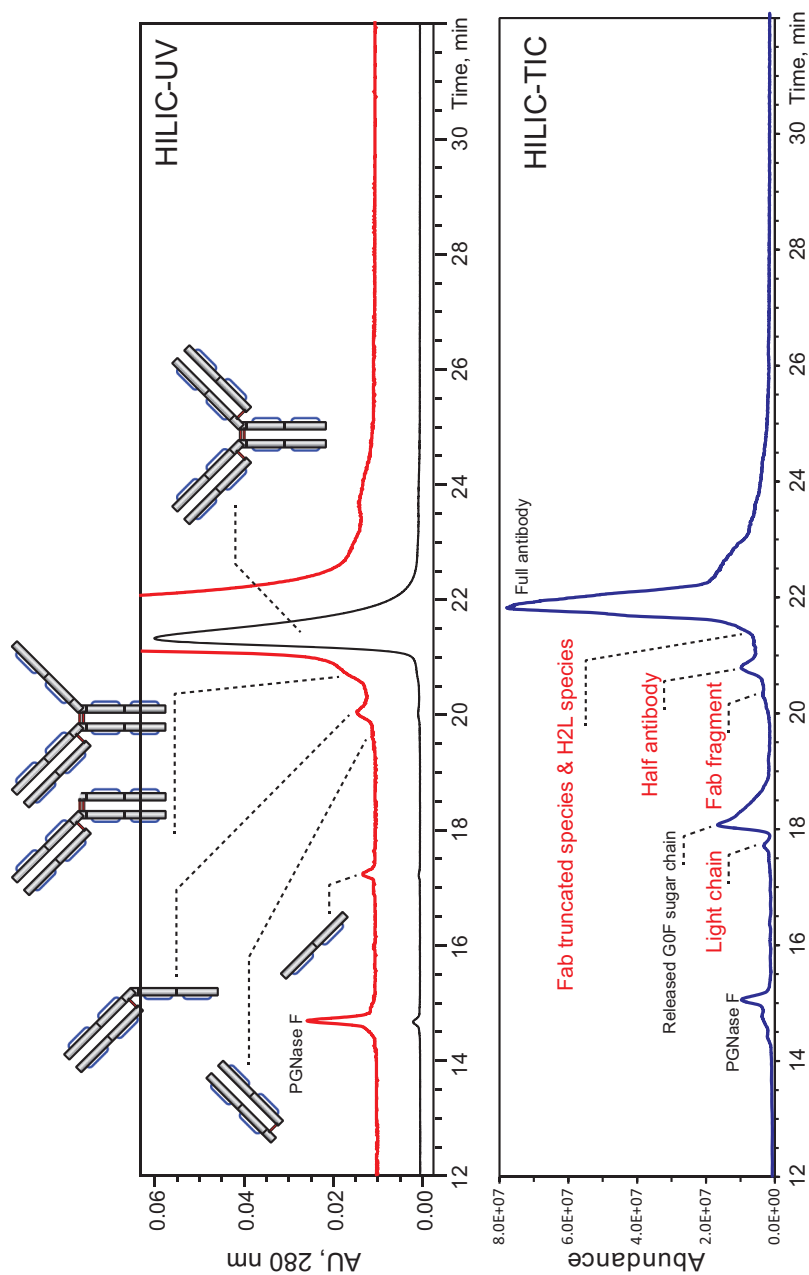 HILIC-UV
AU, 280 nm
0.06
0.04
0.02
0.00
PGNase F
12
14
16
18
20
22
24
26
28
30
Time, min
HILIC-TIC
Abundance
8.0E+07
6.0E+07
4.0E+07
2.0E+07
0.0E+00
PGNase F
Light chain
Released G0F sugar chain
Fab fragment
Half antibody
Fab truncated species & H2L species
Full antibody
12
14
16
18
20
22
24
26
28
30
Time, min